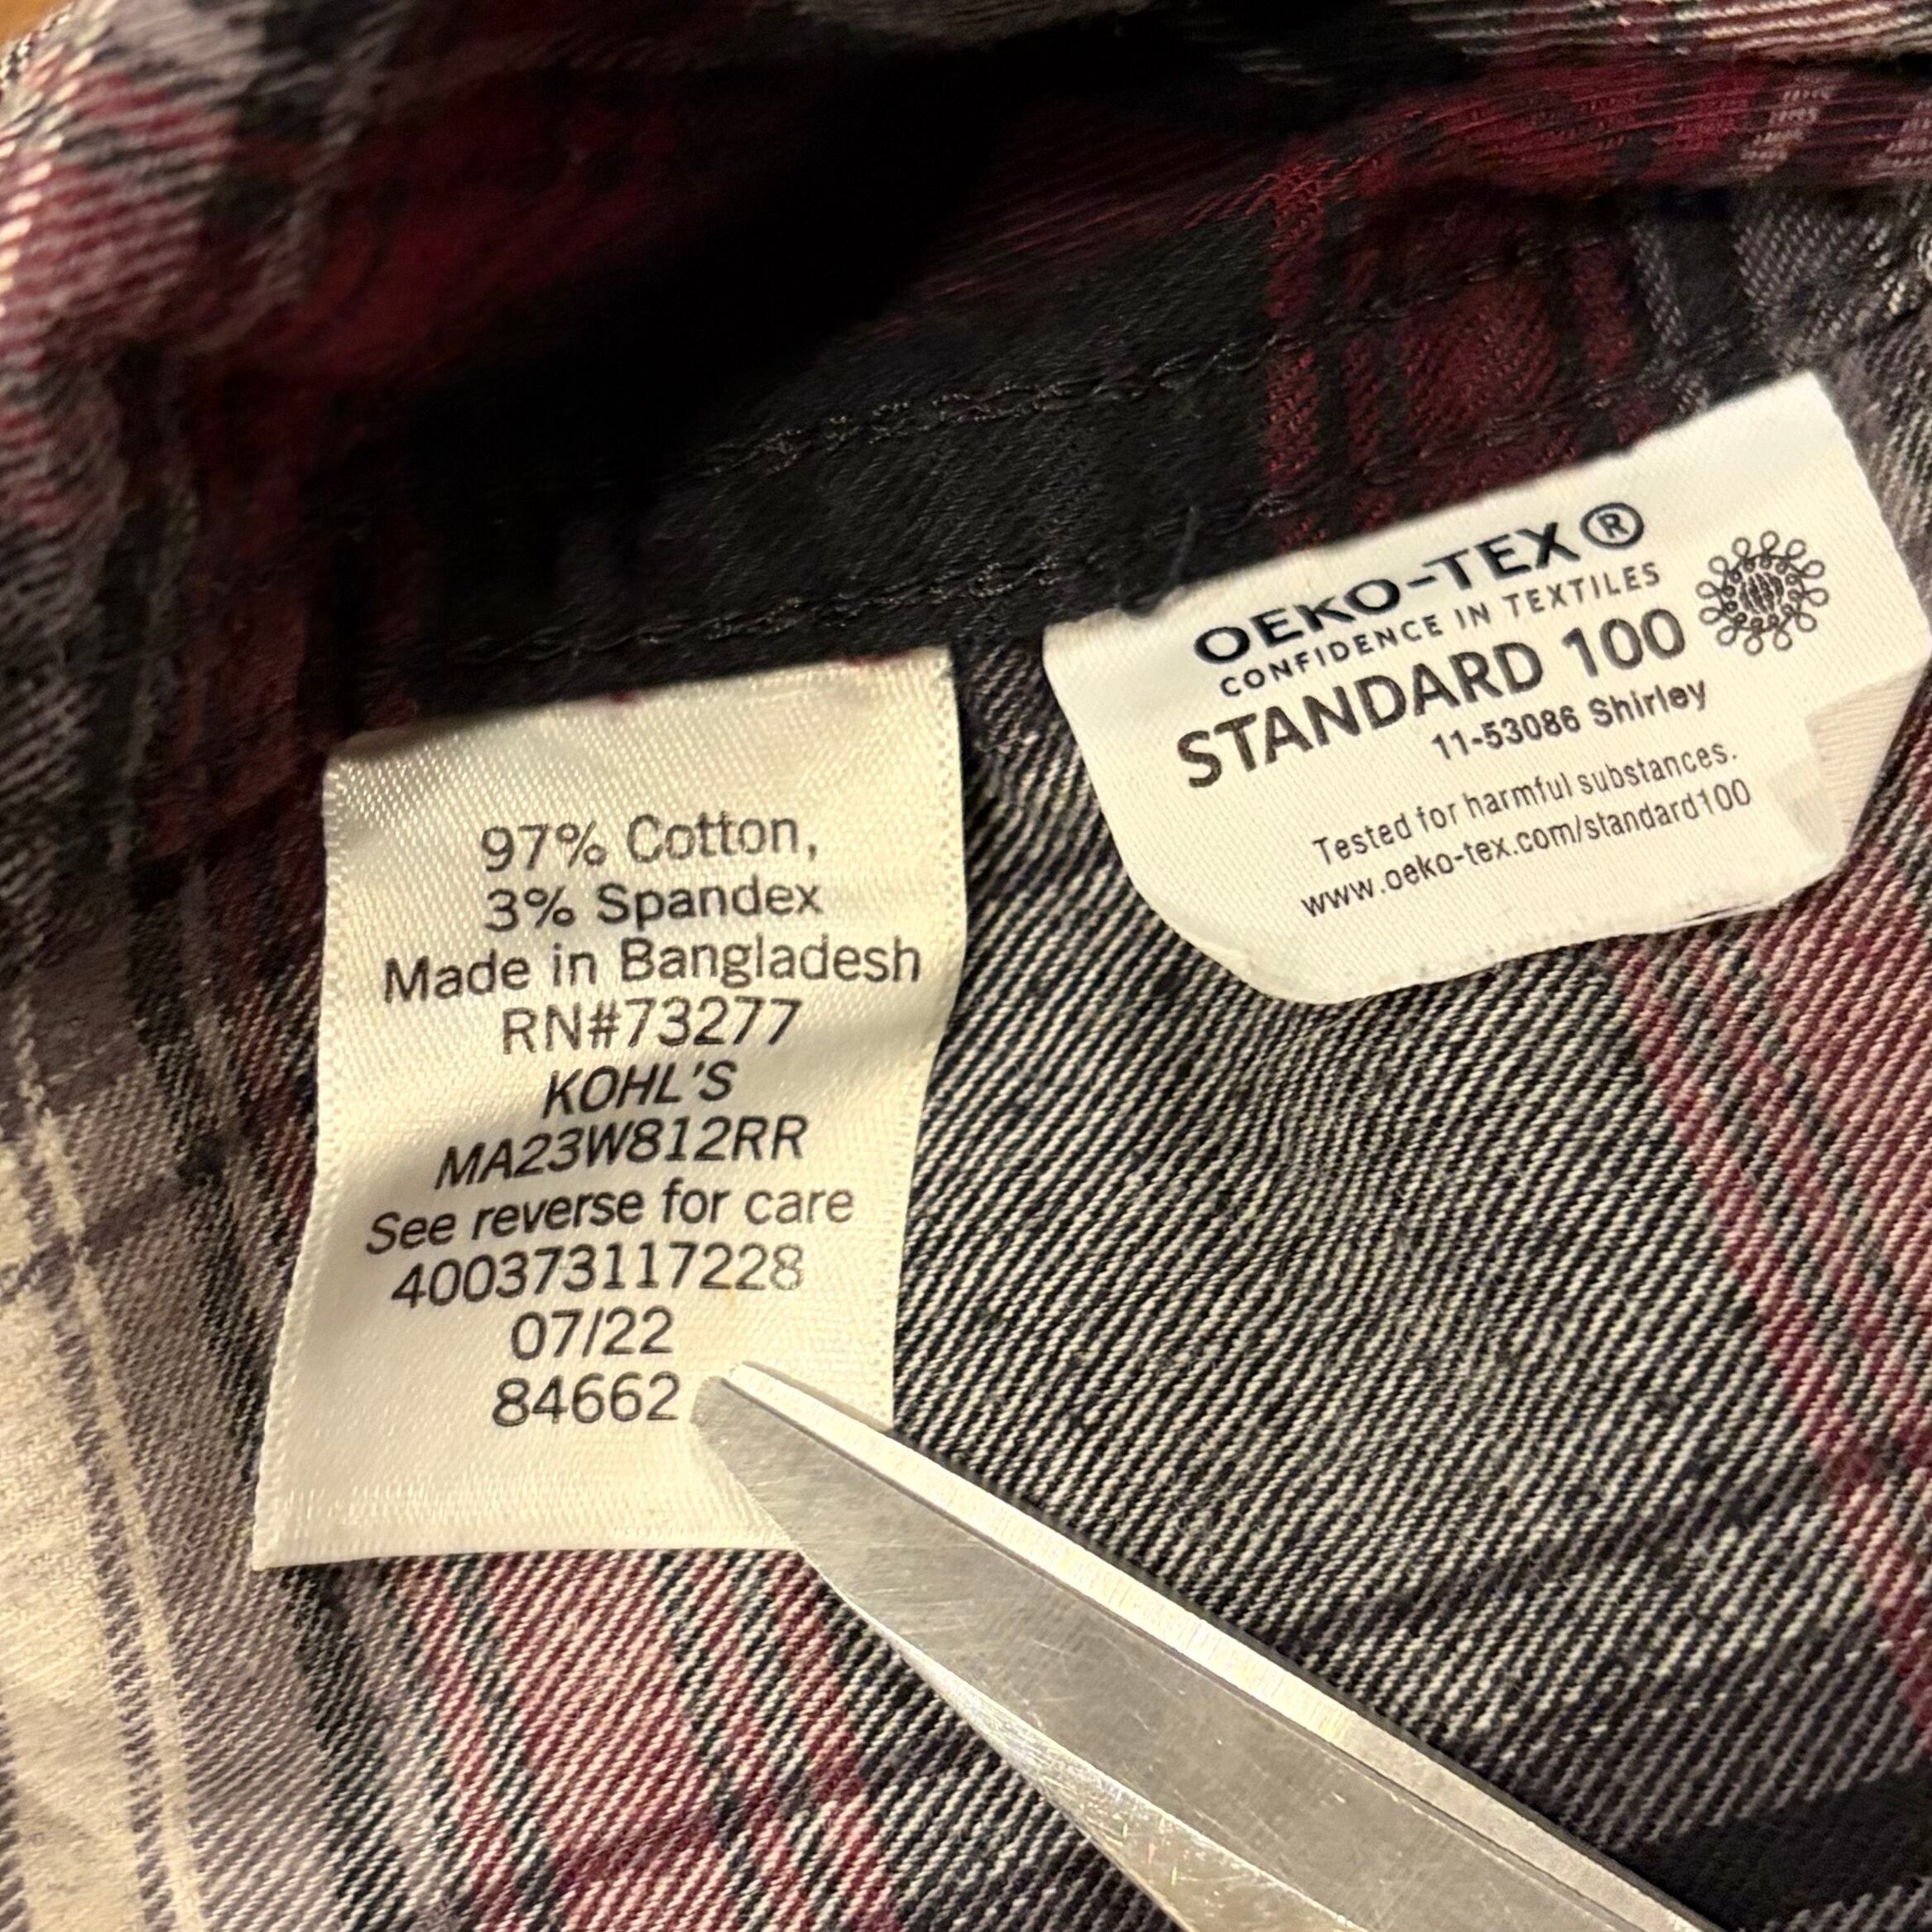 97% Cotton,
3% Spandex
Made in Bangladesh
RN#73277
KOHL'S
MA23W812RR
See reverse for care
400373117228
07/22
84662
OEKO-TEX®
CONFIDENCE IN TEXTILES
STANDARD 100
11-53086 Shirley
Tested for harmful substances.
www.oeko-tex.com/standard100